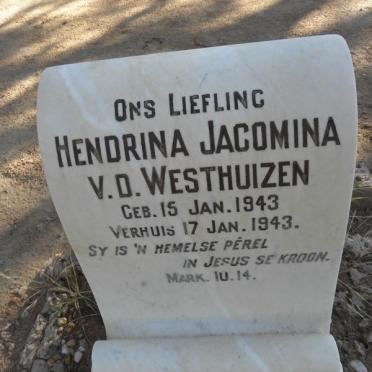 ONS LIEFLING
HENDRINA JACOMINA
V.D. WESTHUIZEN
GEB. 15 JAN. 1943
VERHUIS 17 JAN. 1943.
SY IS 'N HEMELSE PÊREL
IN JESUS SE KROON.
MARK. 10.14.